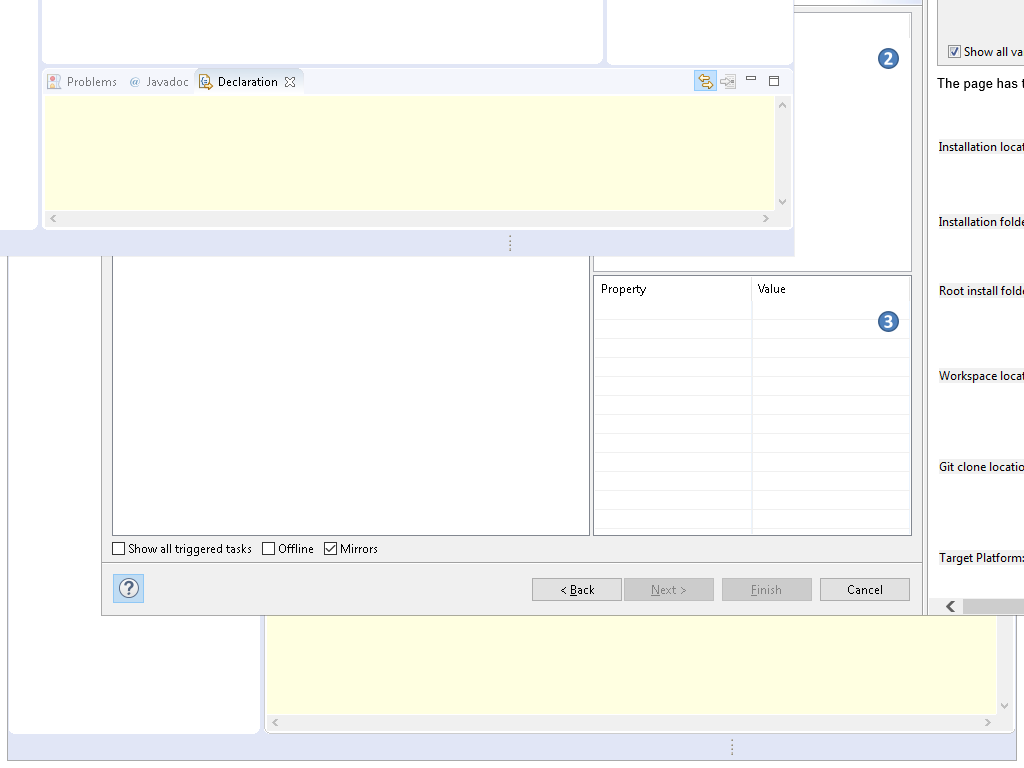 2
Show all va
The page has t
Problems @ Javadoc Declaration
Installation locat
Installation folde
Property Value
Root install folde
3
Workspace locat
Git clone locatio
Show all triggered tasks Offline Mirrors
Target Platform:
? < Back Next > Finish Cancel